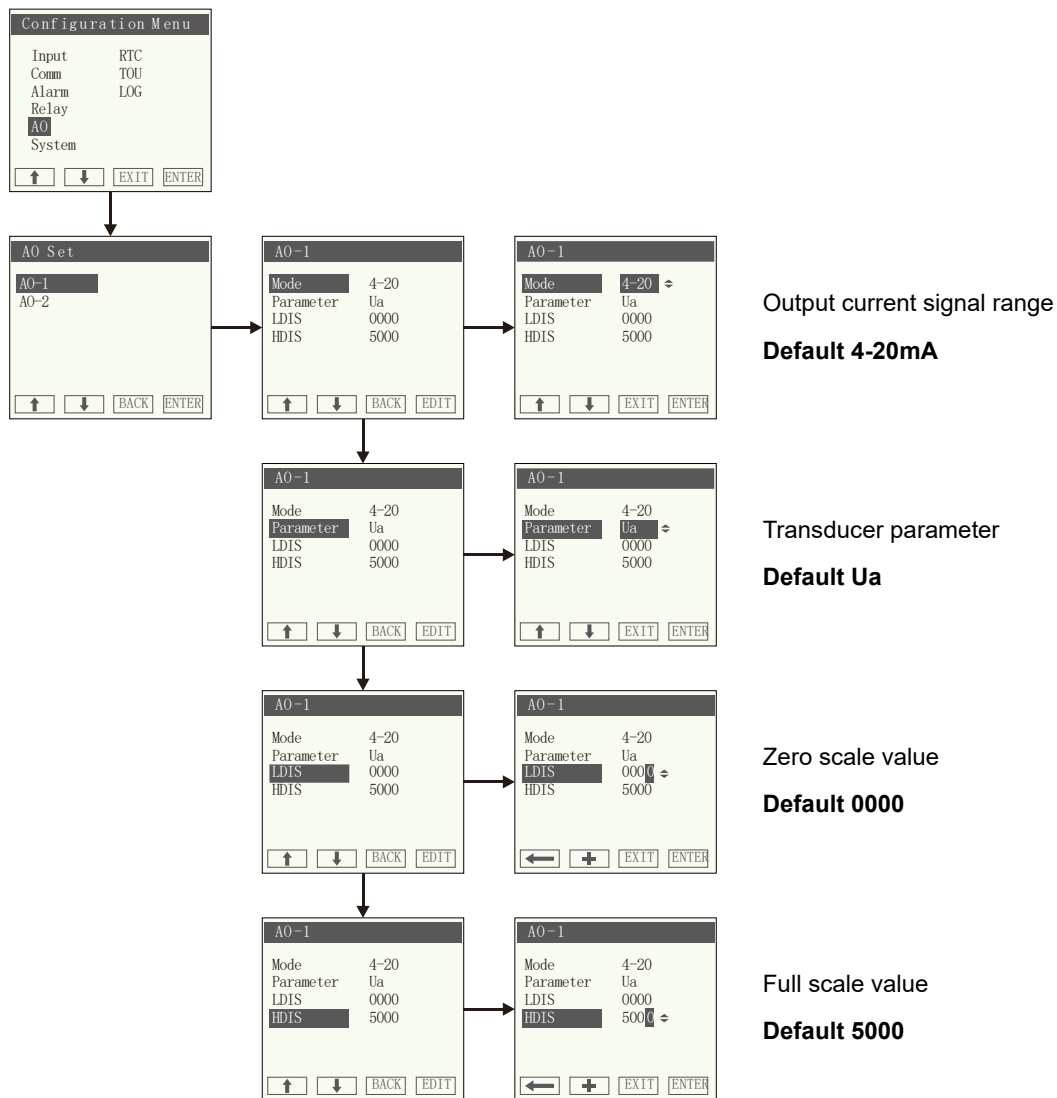 Configuration Menu
Input RTC
Comm TOU
Alarm LOG
Relay
AO
System
EXIT ENTER
AO Set
AO-1
AO-2
BACK ENTER
AO-1
Mode 4-20
Parameter Ua
LDIS 0000
HDIS 5000
BACK EDIT
AO-1
Mode 4-20
Parameter Ua
LDIS 0000
HDIS 5000
EXIT ENTER
Output current signal range
Default 4-20mA
AO-1
Mode 4-20
Parameter Ua
LDIS 0000
HDIS 5000
BACK EDIT
AO-1
Mode 4-20
Parameter Ua
LDIS 0000
HDIS 5000
EXIT ENTER
Transducer parameter
Default Ua
AO-1
Mode 4-20
Parameter Ua
LDIS 0000
HDIS 5000
BACK EDIT
AO-1
Mode 4-20
Parameter Ua
LDIS 0000
HDIS 5000
EXIT ENTER
Zero scale value
Default 0000
AO-1
Mode 4-20
Parameter Ua
LDIS 0000
HDIS 5000
BACK EDIT
AO-1
Mode 4-20
Parameter Ua
LDIS 0000
HDIS 5000
EXIT ENTER
Full scale value
Default 5000